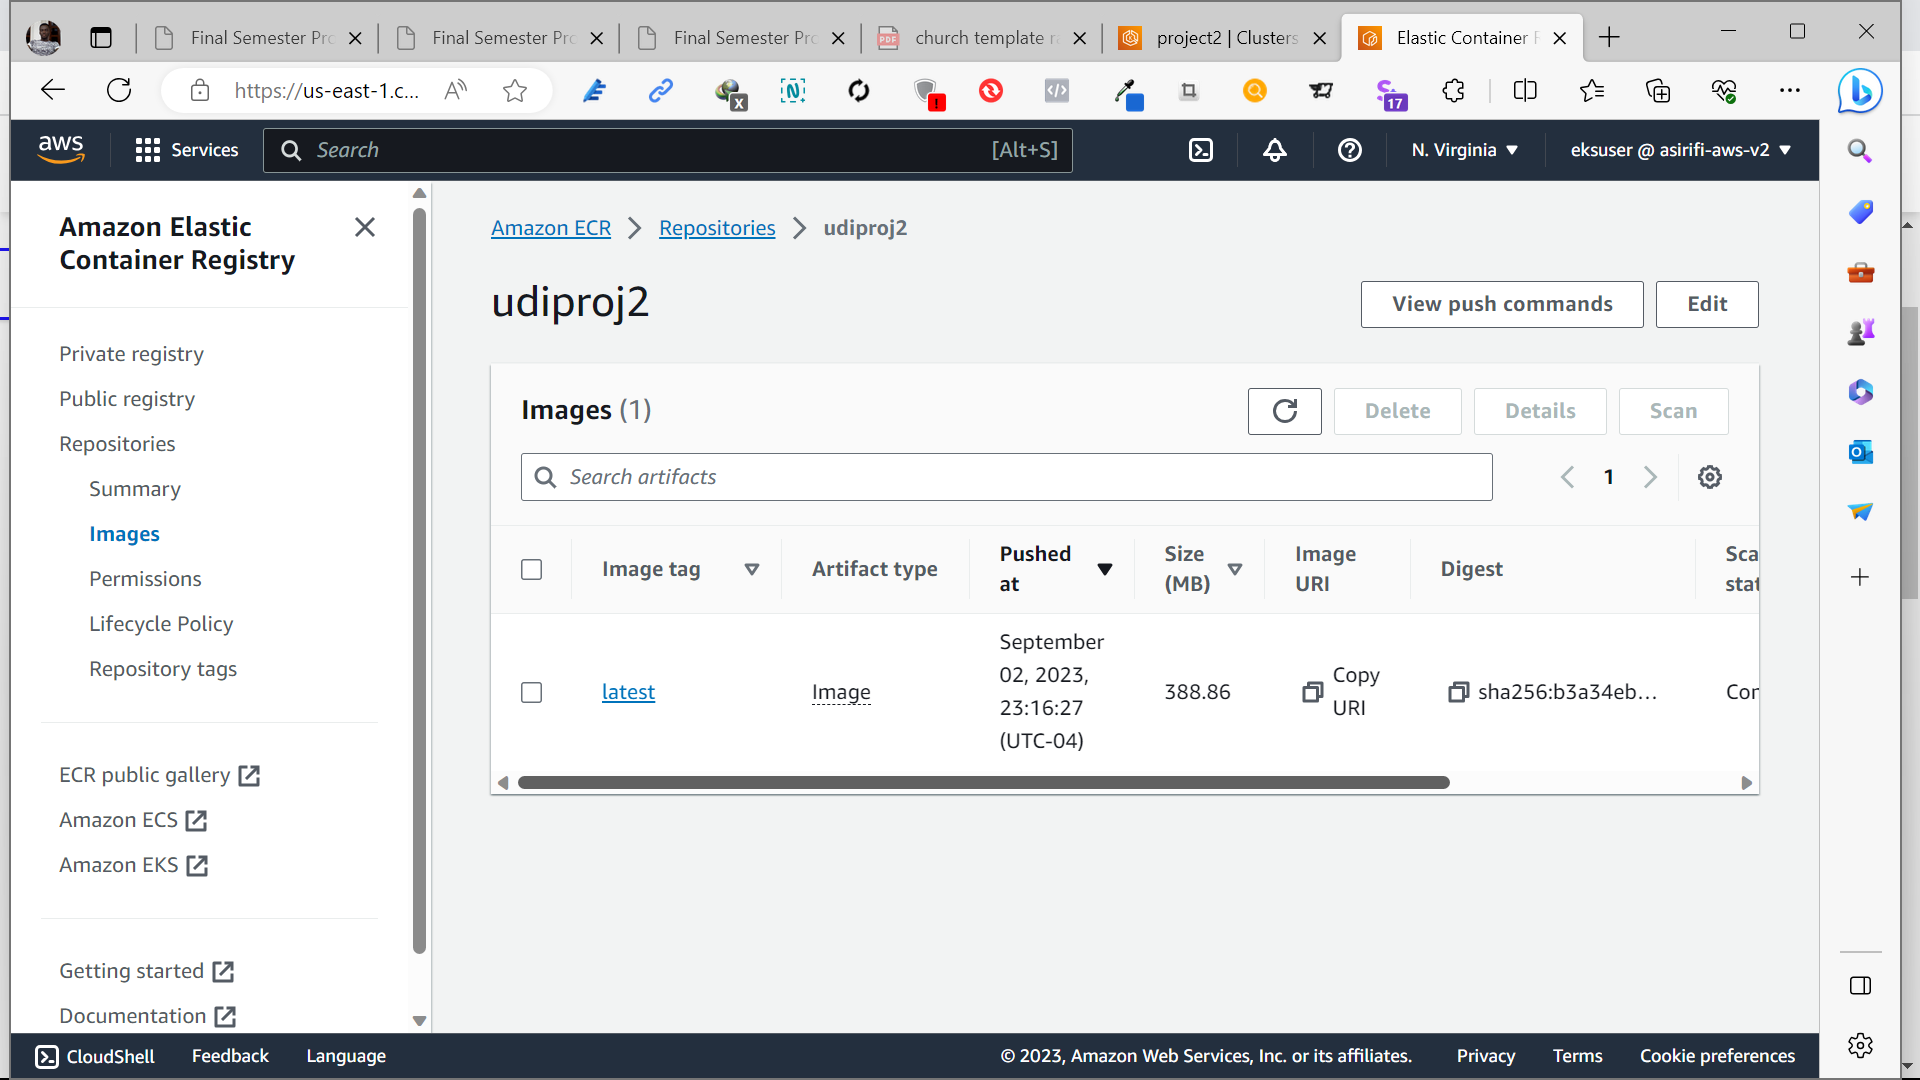 Final Semester Pro
Final Semester Pro
Final Semester Pro
church template ra
project2 | Clusters
Elastic Container R
https://us-east-1.c...
17
aws
Services
Search
[Alt+S]
N. Virginia
eksuser @ asirifi-aws-v2
Amazon Elastic
Container Registry
Private registry
Public registry
Repositories
Summary
Images
Permissions
Lifecycle Policy
Repository tags
ECR public gallery
Amazon ECS
Amazon EKS
Getting started
Documentation
Amazon ECR
Repositories
udiproj2
udiproj2
View push commands
Edit
Images (1)
Delete
Details
Scan
Search artifacts
1
Image tag
Artifact type
Pushed
at
Size
(MB)
Image
URI
Digest
Sca
stat
latest
Image
September
02, 2023,
23:16:27
(UTC-04)
388.86
Copy
URI
sha256:b3a34eb...
Cor
CloudShell
Feedback
Language
© 2023, Amazon Web Services, Inc. or its affiliates.
Privacy
Terms
Cookie preferences